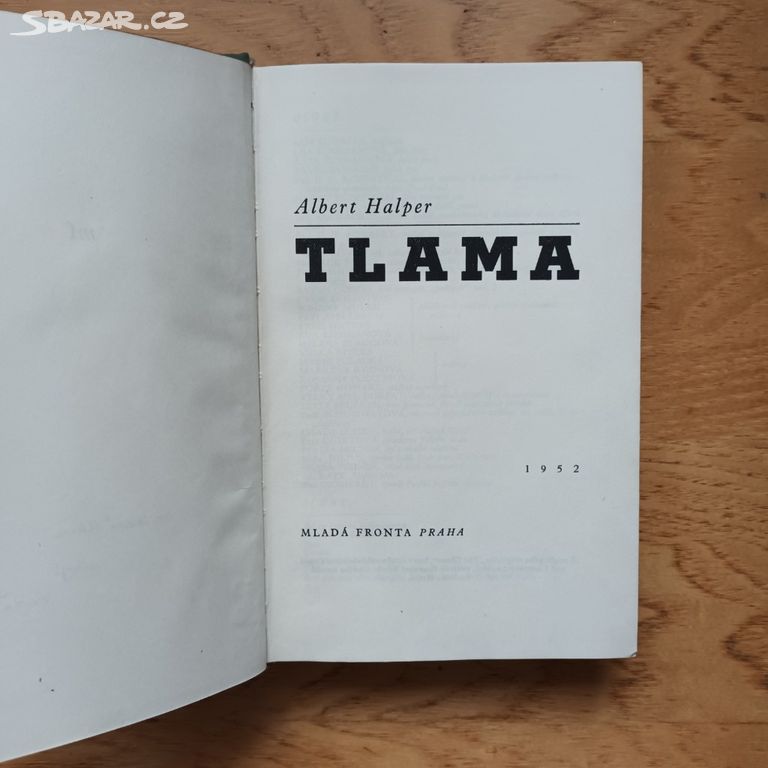 SBAZAR.CZ
Albert Halper
TLAMA
1952
MLADÁ FRONTA PRAHA